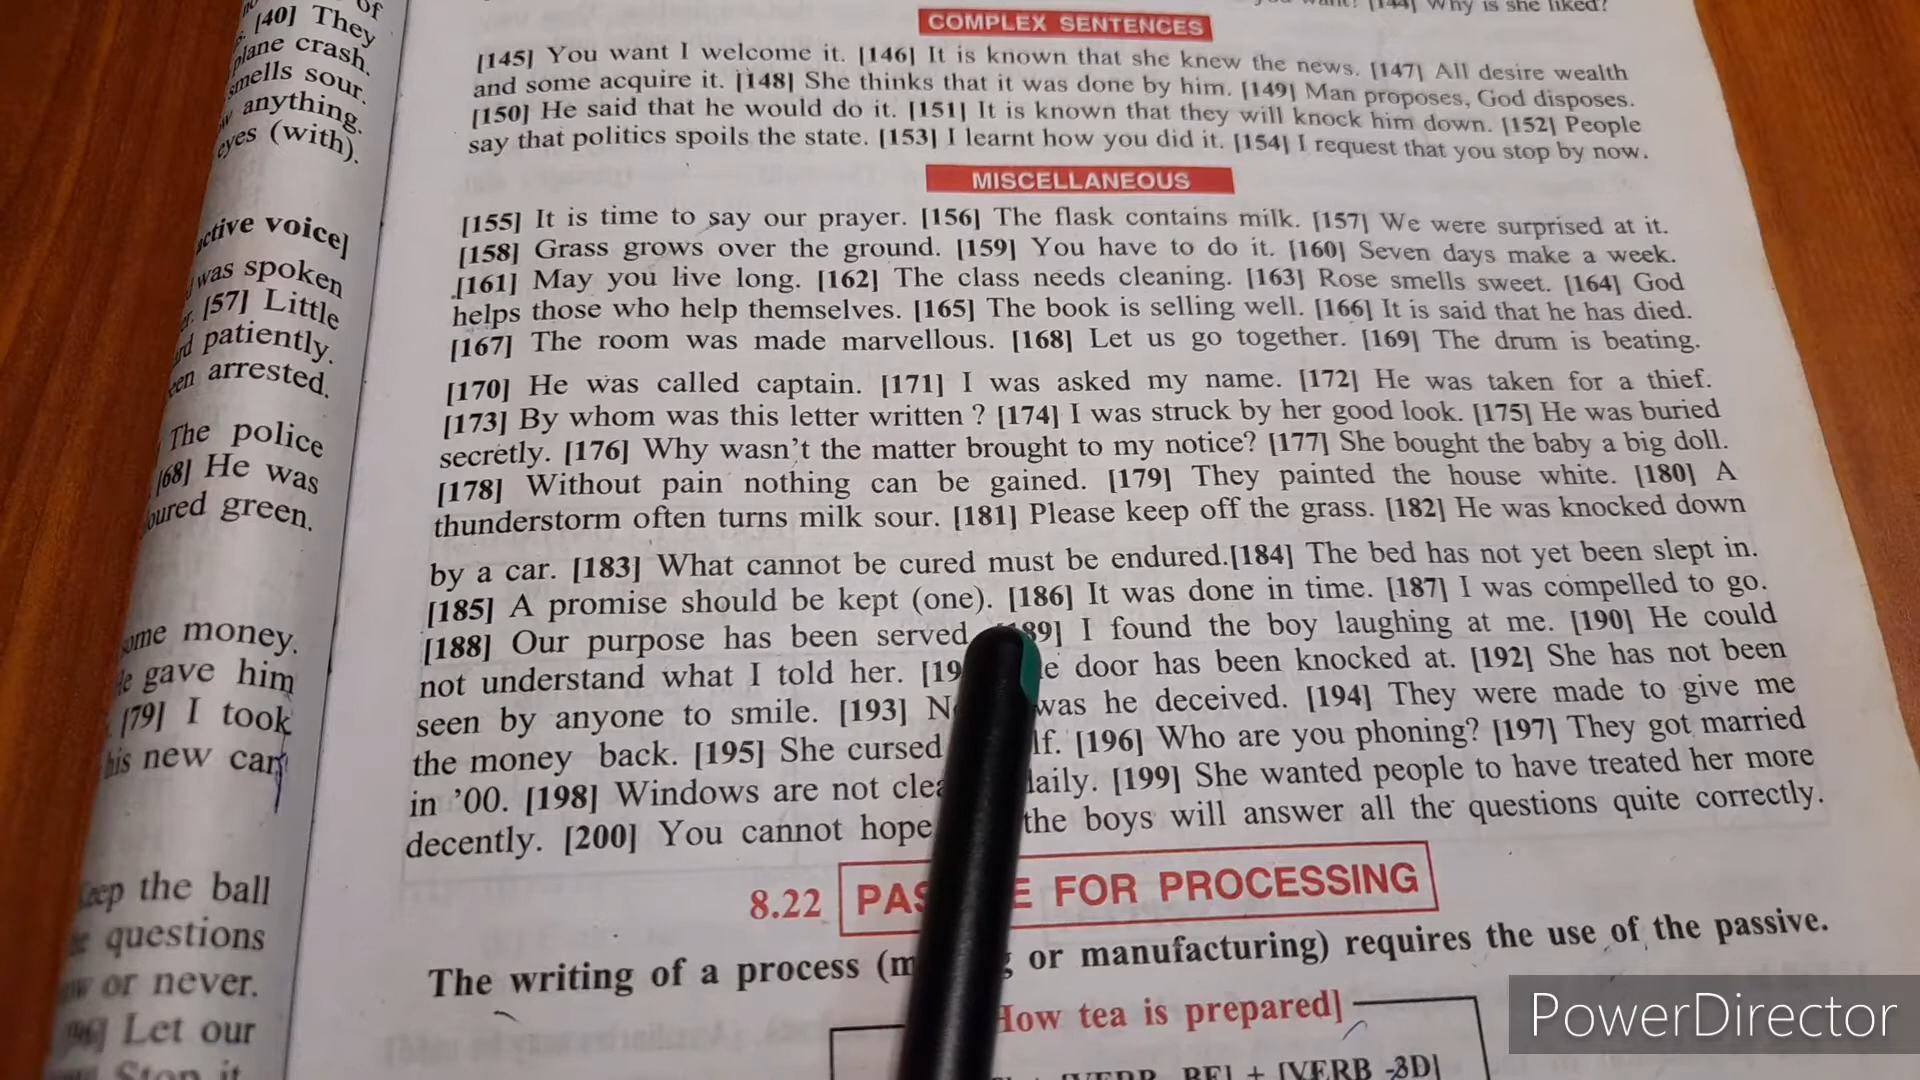 of
[40] They
plane crash.
smells sour.
anything.
eyes (with).
active voice]
was spoken
[57] Little
patiently.
arrested.
The police
[68] He was
green.
money.
gave him
[79] I took
his new car
the ball
questions
or never.
Let our
Stop it
[144] Why is she liked?
COMPLEX SENTENCES
[145] You want I welcome it. [146] It is known that she knew the news. [147] All desire wealth
and some acquire it. [148] She thinks that it was done by him. [149] Man proposes, God disposes.
[150] He said that he would do it. [151] It is known that they will knock him down. [152] People
say that politics spoils the state. [153] I learnt how you did it. [154] I request that you stop by now.
MISCELLANEOUS
[155] It is time to say our prayer. [156] The flask contains milk. [157] We were surprised at it.
[158] Grass grows over the ground. [159] You have to do it. [160] Seven days make a week.
[161] May you live long. [162] The class needs cleaning. [163] Rose smells sweet. [164] God
helps those who help themselves. [165] The book is selling well. [166] It is said that he has died.
[167] The room was made marvellous. [168] Let us go together. [169] The drum is beating.
[170] He was called captain. [171] I was asked my name. [172] He was taken for a thief.
[173] By whom was this letter written ? [174] I was struck by her good look. [175] He was buried
secretly. [176] Why wasn't the matter brought to my notice? [177] She bought the baby a big doll.
[178] Without pain nothing can be gained. [179] They painted the house white. [180] A
thunderstorm often turns milk sour. [181] Please keep off the grass. [182] He was knocked down
by a car. [183] What cannot be cured must be endured.[184] The bed has not yet been slept in.
[185] A promise should be kept (one). [186] It was done in time. [187] I was compelled to go.
[188] Our purpose has been served 89] I found the boy laughing at me. [190] He could
not understand what I told her. door has been knocked at. [192] She has not been
seen by anyone to smile. [193] was he deceived. [194] They were made to give me
the money back. [195] She cursed [196] Who are you phoning? [197] They got married
in '00. [198] Windows are not daily. [199] She wanted people to have treated her more
decently. [200] You cannot hope the boys will answer all the questions quite correctly.
8.22 FOR PROCESSING
The writing of a process or manufacturing) requires the use of the passive.
How tea is prepared]
[VERB BE] + [VERB -3D]
PowerDirector